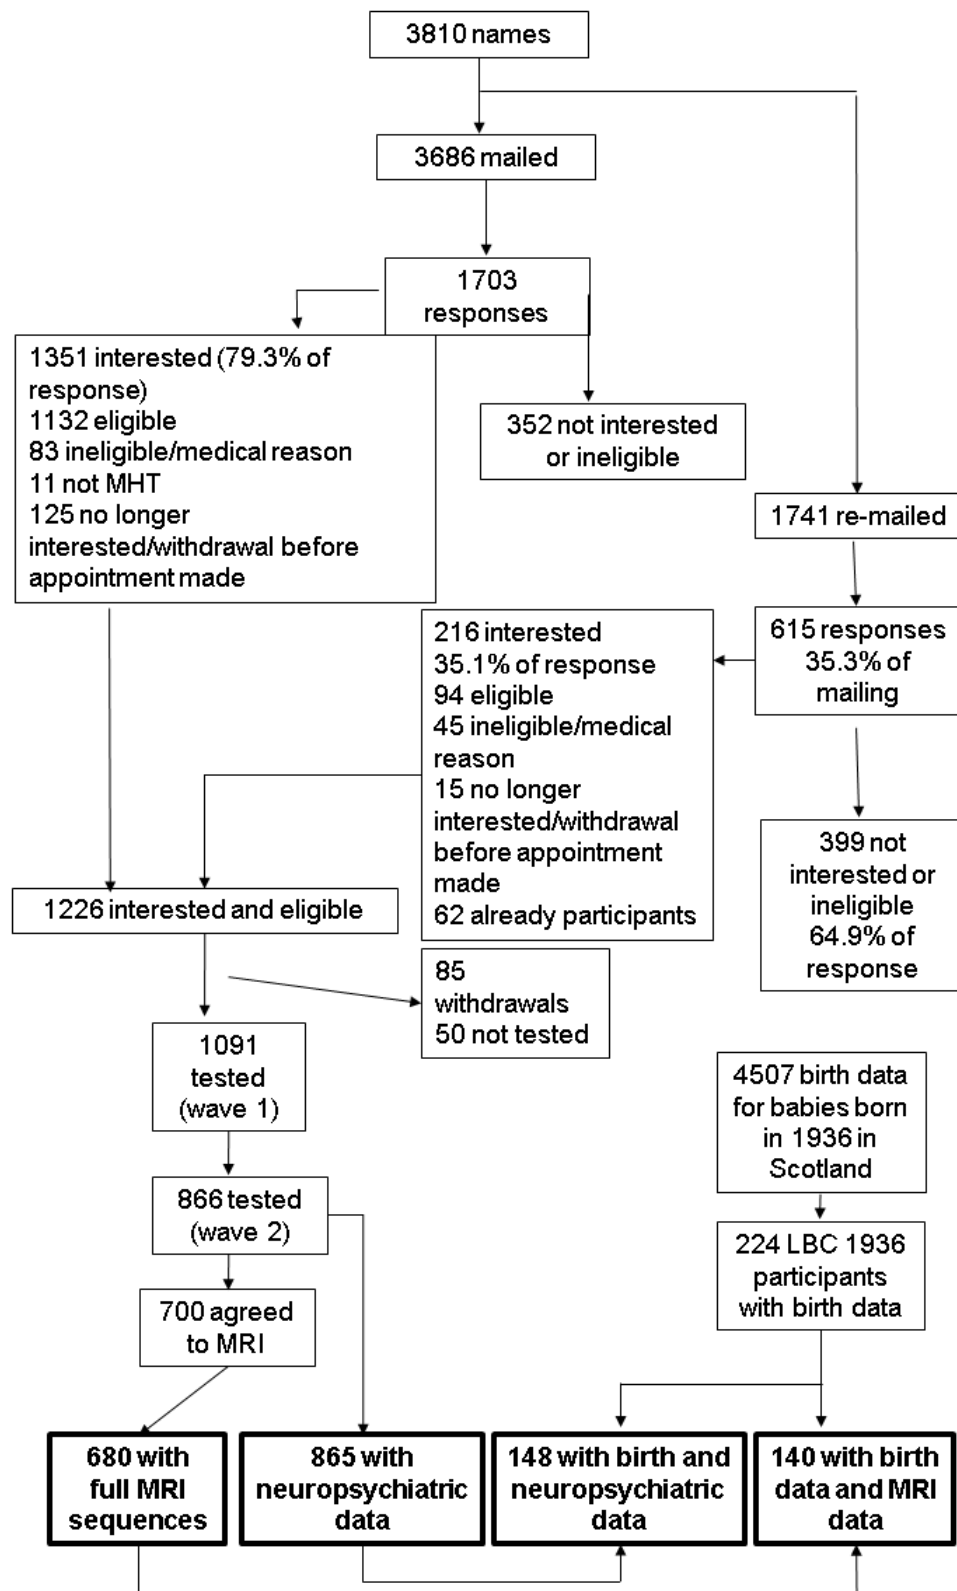 3810 names
3686 mailed
1703
responses
1351 interested (79.3% of
response)
1132 eligible
83 ineligible/medical reason
11 not MHT
125 no longer
interested/withdrawal before
appointment made
352 not interested
or ineligible
1741 re-mailed
615 responses
35.3% of
mailing
216 interested
35.1% of response
94 eligible
45 ineligible/medical
reason
15 no longer
interested/withdrawal
before appointment
made
62 already participants
399 not
interested or
ineligible
64.9% of
response
1226 interested and eligible
85
withdrawals
50 not tested
1091
tested
(wave 1)
4507 birth data
for babies born
in 1936 in
Scotland
866 tested
(wave 2)
224 LBC 1936
participants
with birth data
700 agreed
to MRI
680 with
full MRI
sequences
865 with
neuropsychiatric
data
148 with birth and
neuropsychiatric
data
140 with birth
data and MRI
data